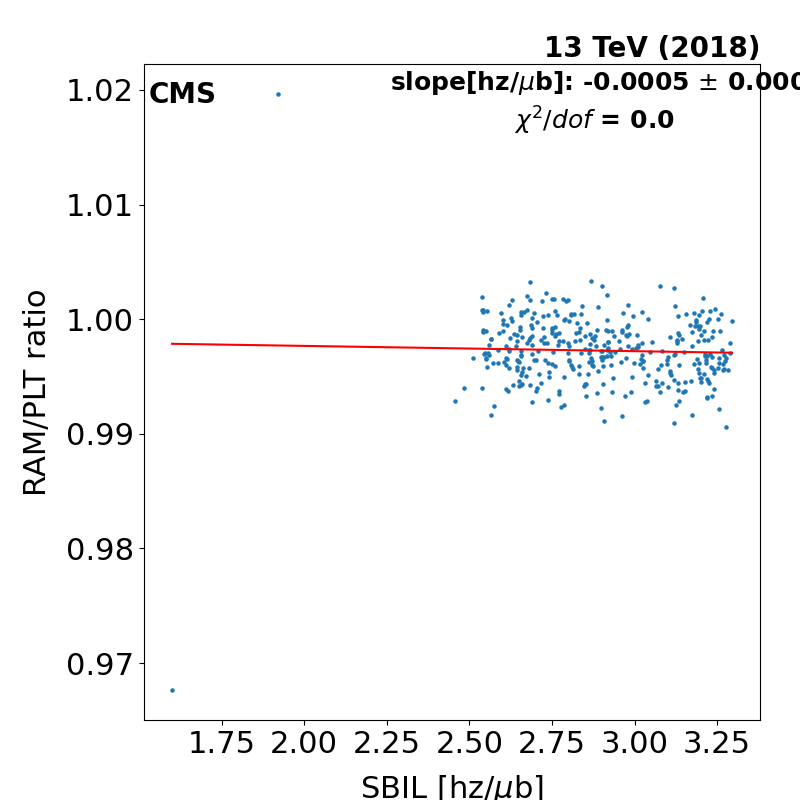 13 TeV (2018)
CMS
slope[hz/μb]: -0.0005 ± 0.000
χ²/dof = 0.0
1.02
1.01
1.00
0.99
0.98
0.97
RAM/PLT ratio
1.75 2.00 2.25 2.50 2.75 3.00 3.25
SBIL [hz/μb]